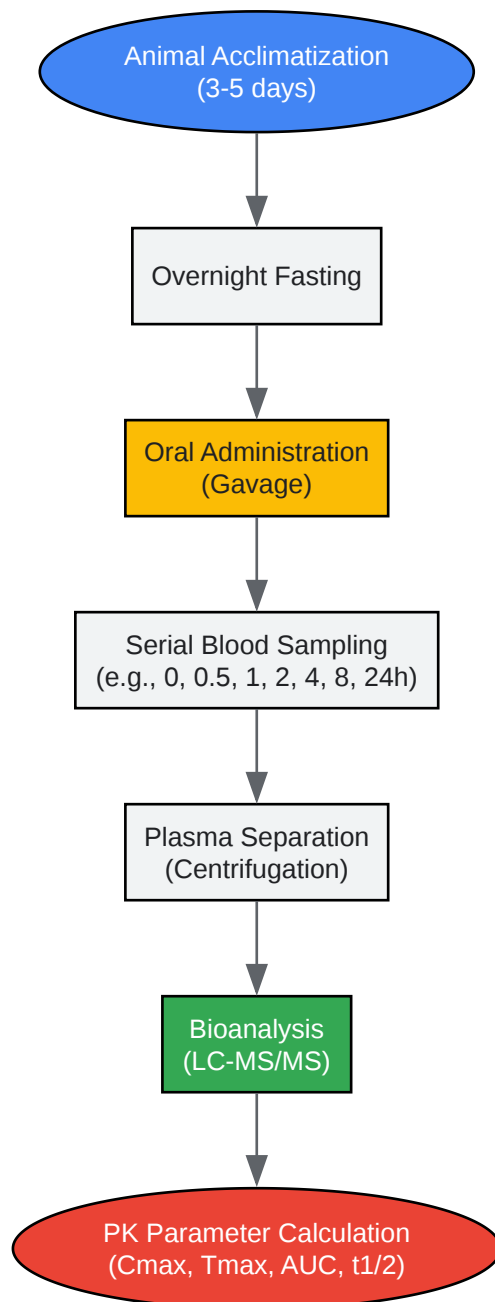 Animal Acclimatization
(3-5 days)
Overnight Fasting
Oral Administration
(Gavage)
Serial Blood Sampling
(e.g., 0, 0.5, 1, 2, 4, 8, 24h)
Plasma Separation
(Centrifugation)
Bioanalysis
(LC-MS/MS)
PK Parameter Calculation
(Cmax, Tmax, AUC, t1/2)